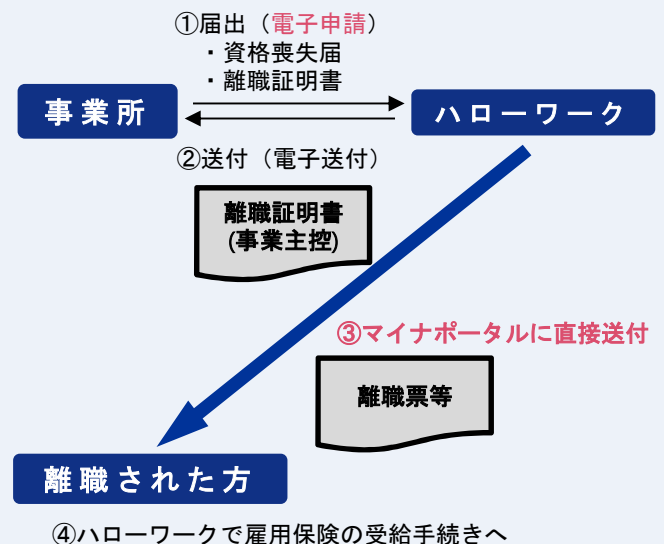 ①届出（電子申請）
・資格喪失届
・離職証明書
事業所
ハローワーク
②送付（電子送付）
離職証明書
(事業主控)
③マイナポータルに直接送付
離職票等
離職された方
④ハローワークで雇用保険の受給手続きへ